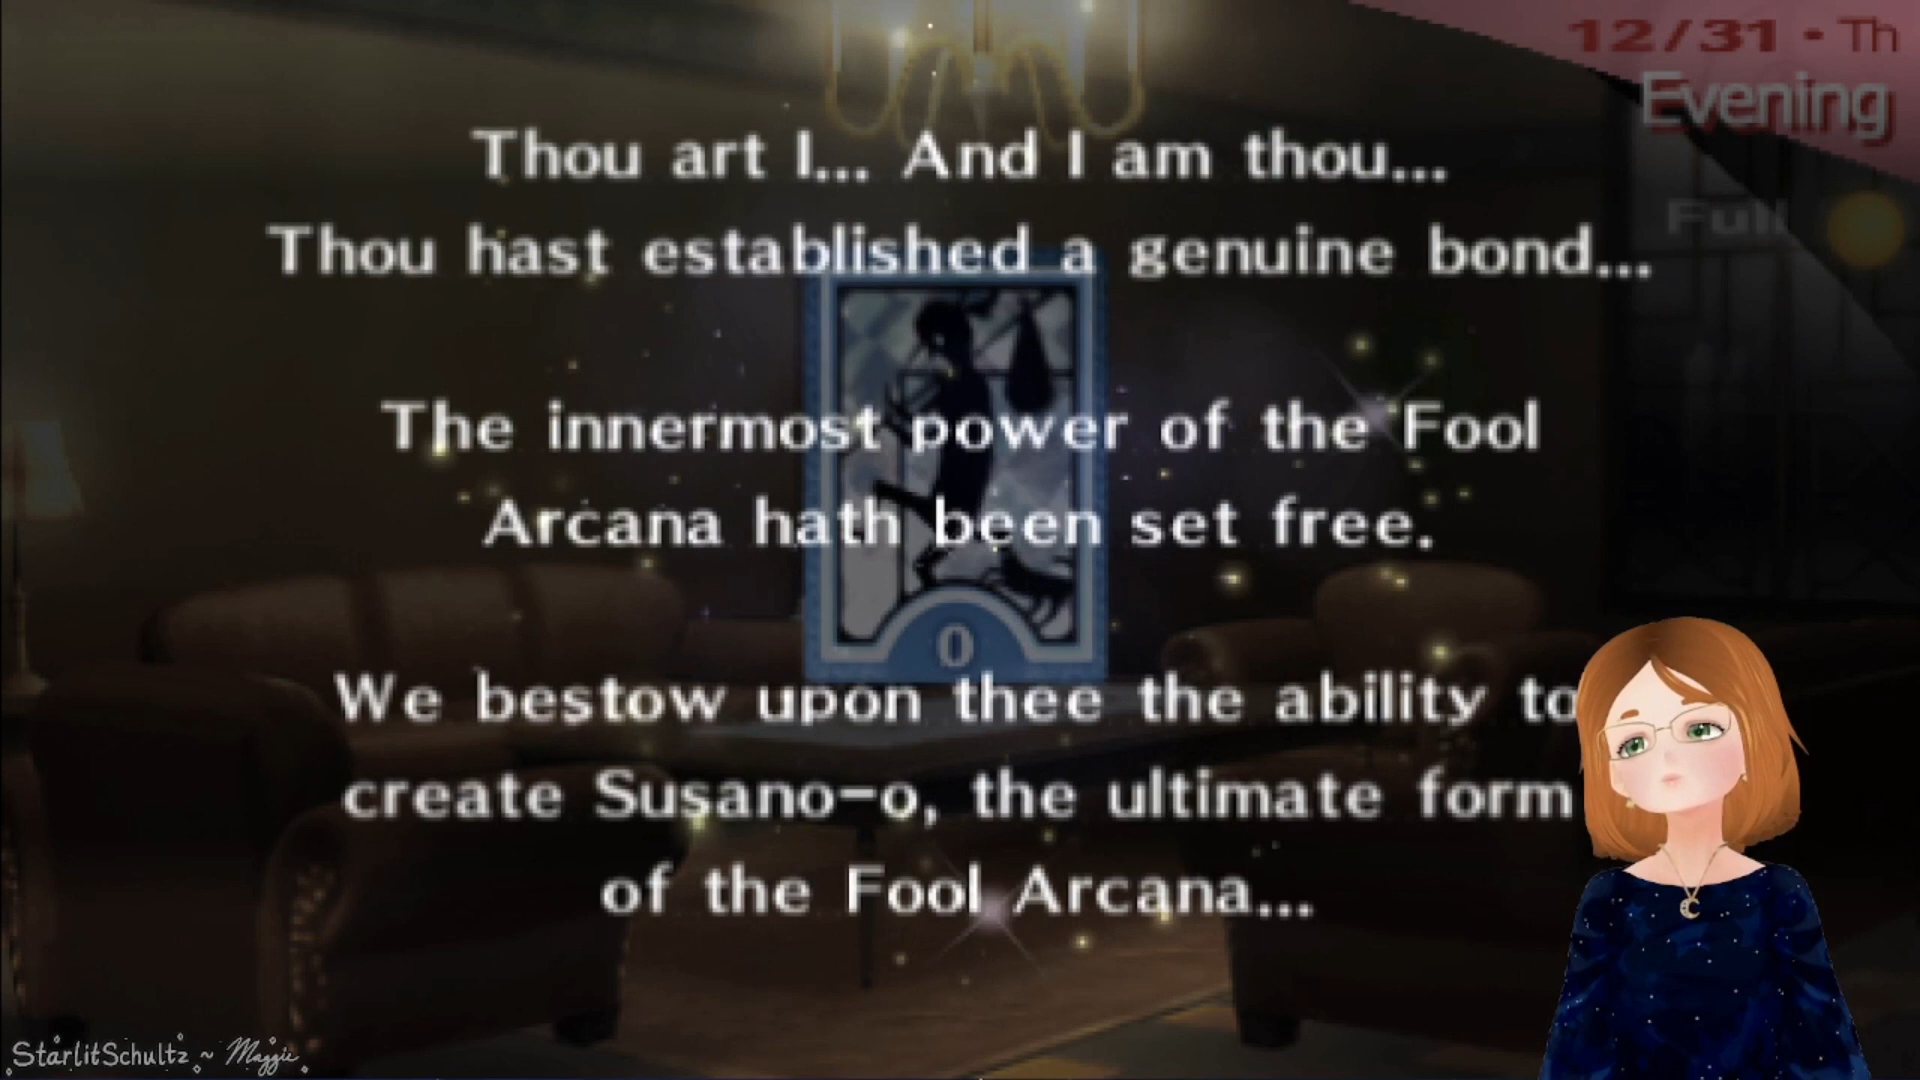 12/31 • Th
Evening
Full
Thou art I... And I am thou...
Thou hast established a genuine bond...
The innermost power of the Fool
Arcana hath been set free.
0
We bestow upon thee the ability to
create Susano-o, the ultimate form
of the Fool Arcana...
StarlitSchultz ~ Maggie